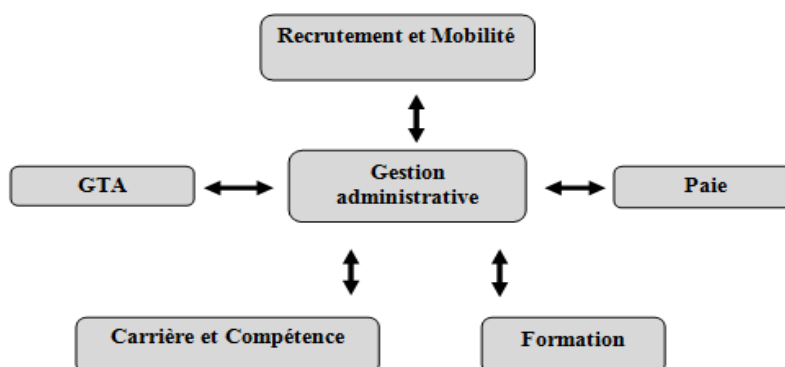 Recrutement et Mobilité
GTA
Gestion
administrative
Paie
Carrière et Compétence
Formation